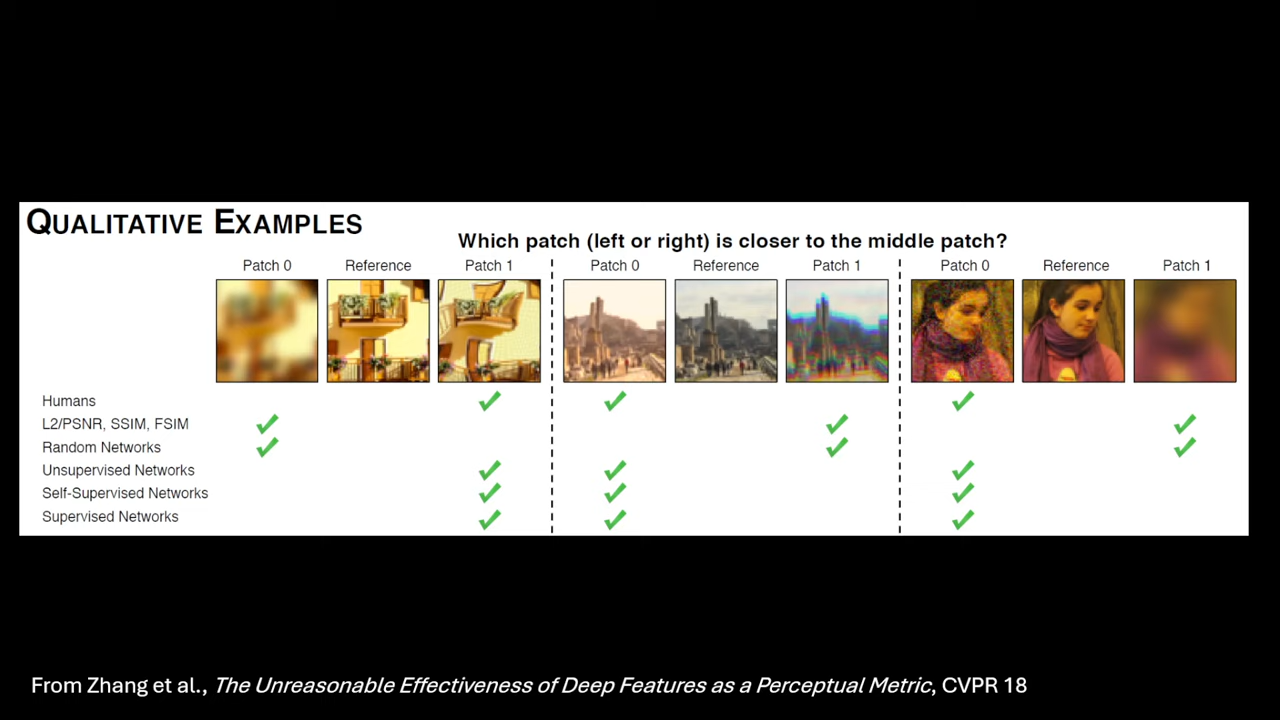 QUALITATIVE EXAMPLES
Which patch (left or right) is closer to the middle patch?
Patch 0 Reference Patch 1 Patch 0 Reference Patch 1 Patch 0 Reference Patch 1
Humans
L2/PSNR, SSIM, FSIM
Random Networks
Unsupervised Networks
Self-Supervised Networks
Supervised Networks
From Zhang et al., The Unreasonable Effectiveness of Deep Features as a Perceptual Metric, CVPR 18